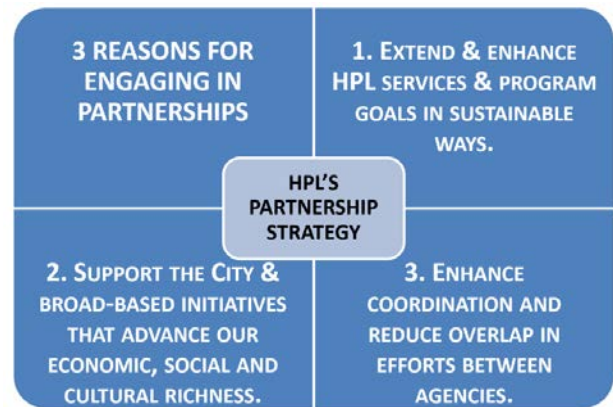 3 REASONS FOR
ENGAGING IN
PARTNERSHIPS
1. EXTEND & ENHANCE
HPL SERVICES & PROGRAM
GOALS IN SUSTAINABLE
WAYS.
HPL'S
PARTNERSHIP
STRATEGY
2. SUPPORT THE CITY &
BROAD-BASED INITIATIVES
THAT ADVANCE OUR
ECONOMIC, SOCIAL AND
CULTURAL RICHNESS.
3. ENHANCE
COORDINATION AND
REDUCE OVERLAP IN
EFFORTS BETWEEN
AGENCIES.